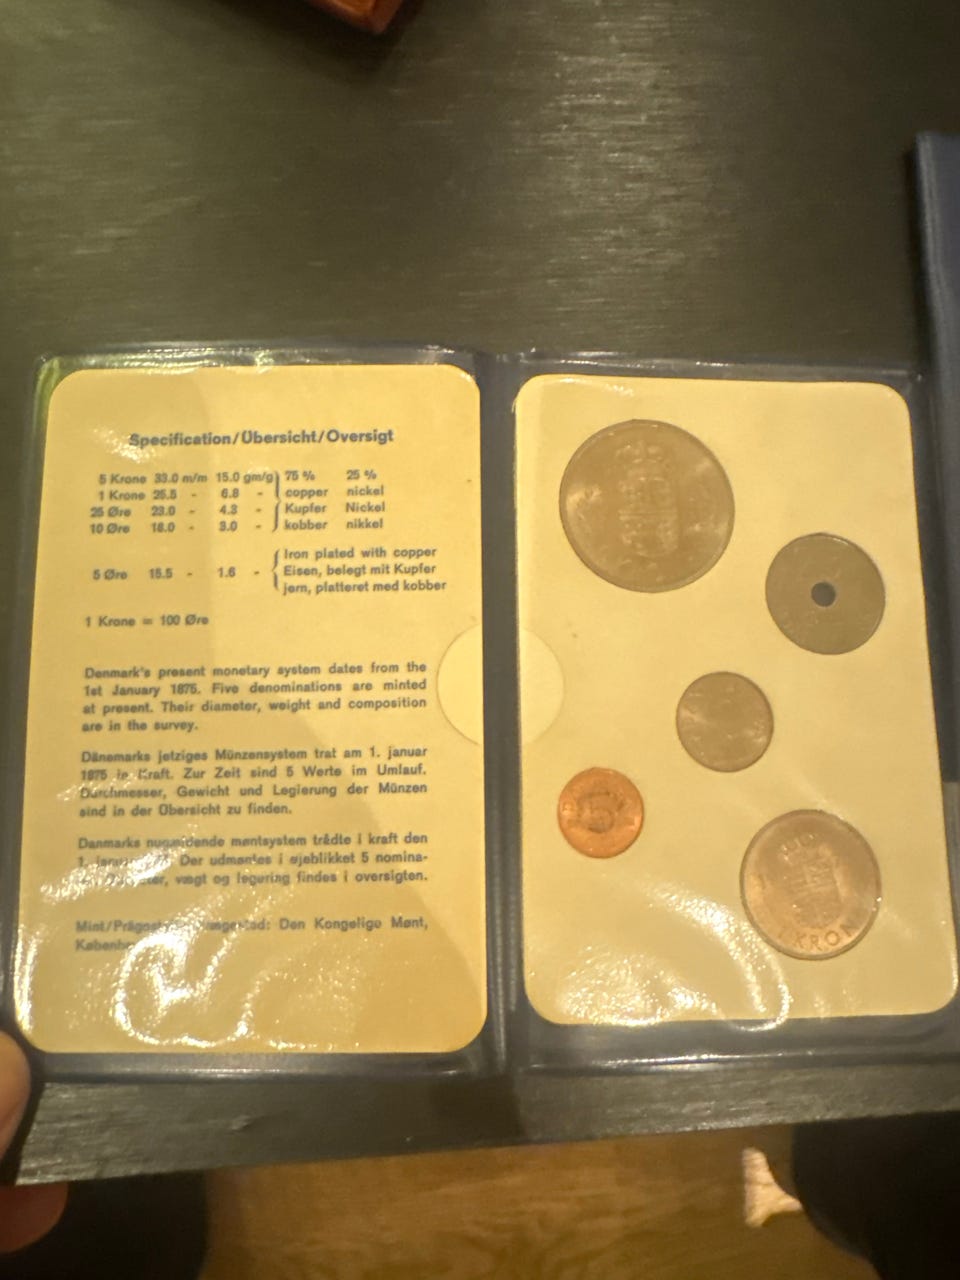 Specification/Übersicht/Oversigt
5 Krone 33.0 m/m 15.0 gm/g 75 % 25 %
1 Krone 25.5 - 6.8 - copper nickel
25 Øre 23.0 - 4.3 - Kupfer Nickel
10 Øre 18.0 - 3.0 - kobber nikkel
Iron plated with copper
5 Øre 15.5 - 1.6 - Eisen, belegt mit Kupfer
jern, platteret med kobber
1 Krone = 100 Øre
Denmark's present monetary system dates from the
1st January 1875. Five denominations are minted
at present. Their diameter, weight and composition
are in the survey.
Dänemarks jetziges Münzensystem trat am 1. januar
1875 in Kraft. Zur Zeit sind 5 Werte im Umlauf.
Durchmesser, Gewicht und Legierung der Münzen
sind in der Übersicht zu finden.
Danmarks møntsystem trådte i kraft den
1. Der udmøntes i øjeblikket 5 nomina-
vægt og legering findes i oversigten.
Den Kongelige Mønt,
5
1 KRONE